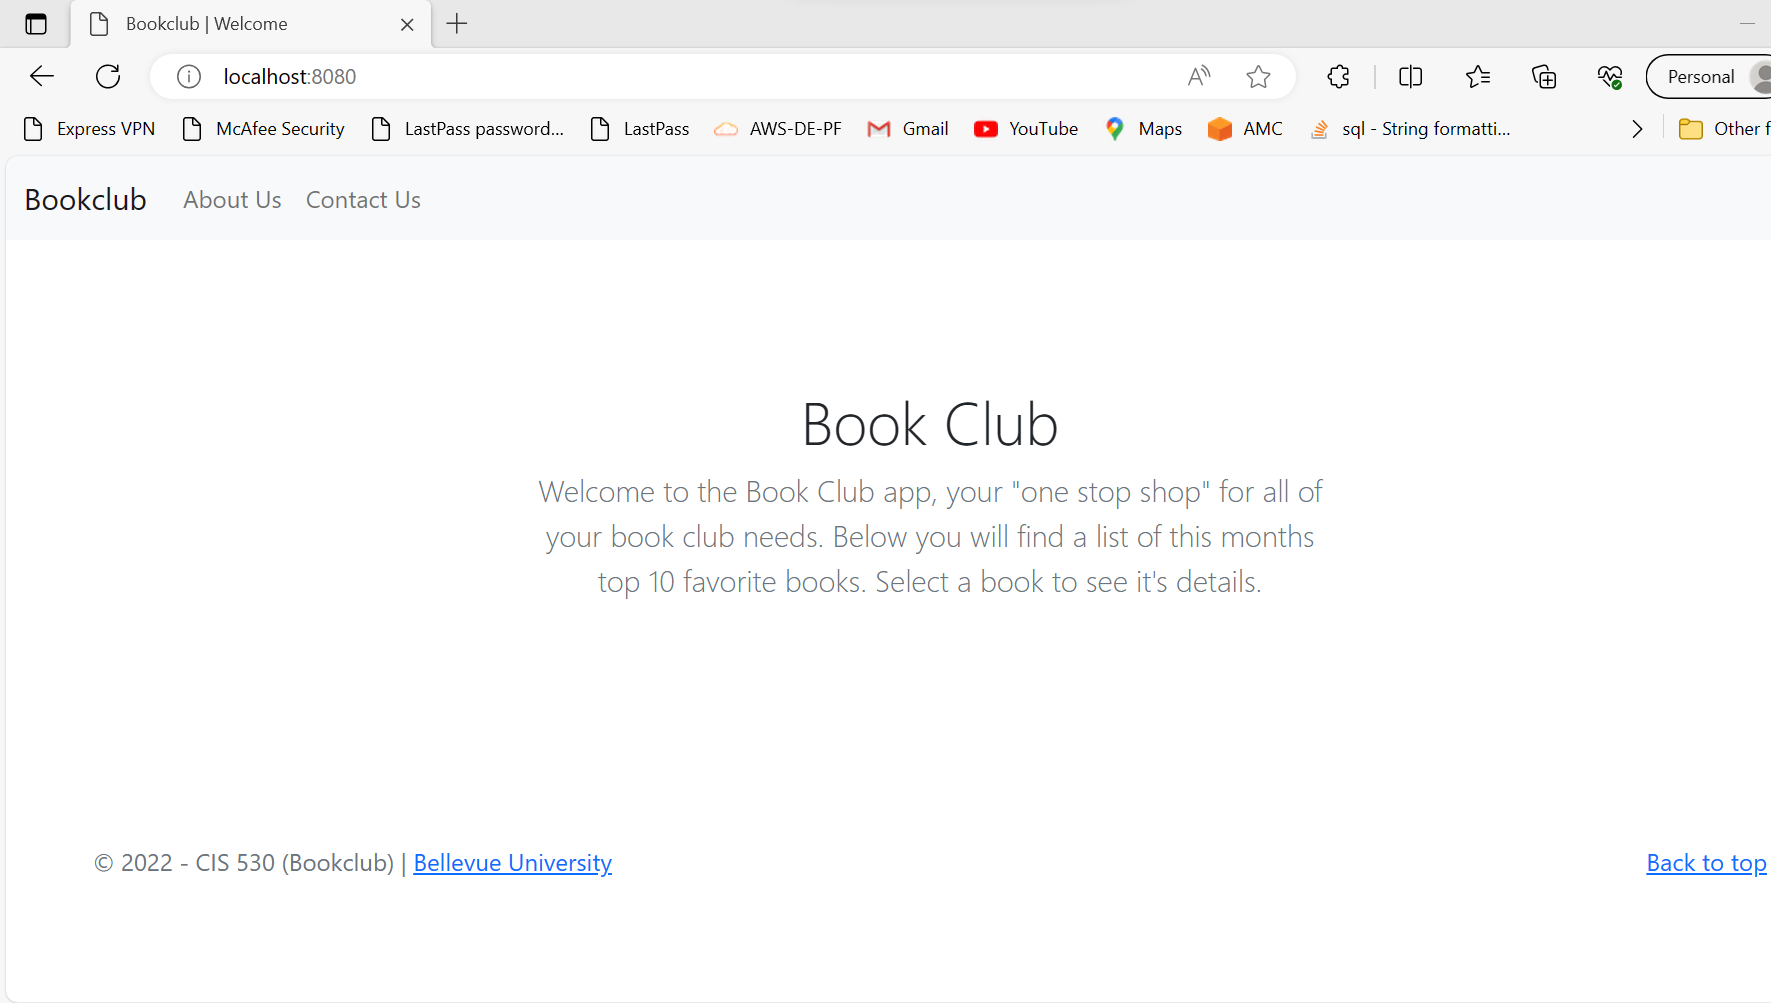 Bookclub | Welcome
localhost:8080
Personal
Express VPN McAfee Security LastPass password... LastPass AWS-DE-PF Gmail YouTube Maps AMC sql - String formatti... Other f
Bookclub About Us Contact Us
Book Club
Welcome to the Book Club app, your "one stop shop" for all of
your book club needs. Below you will find a list of this months
top 10 favorite books. Select a book to see it's details.
© 2022 - CIS 530 (Bookclub) | Bellevue University Back to top